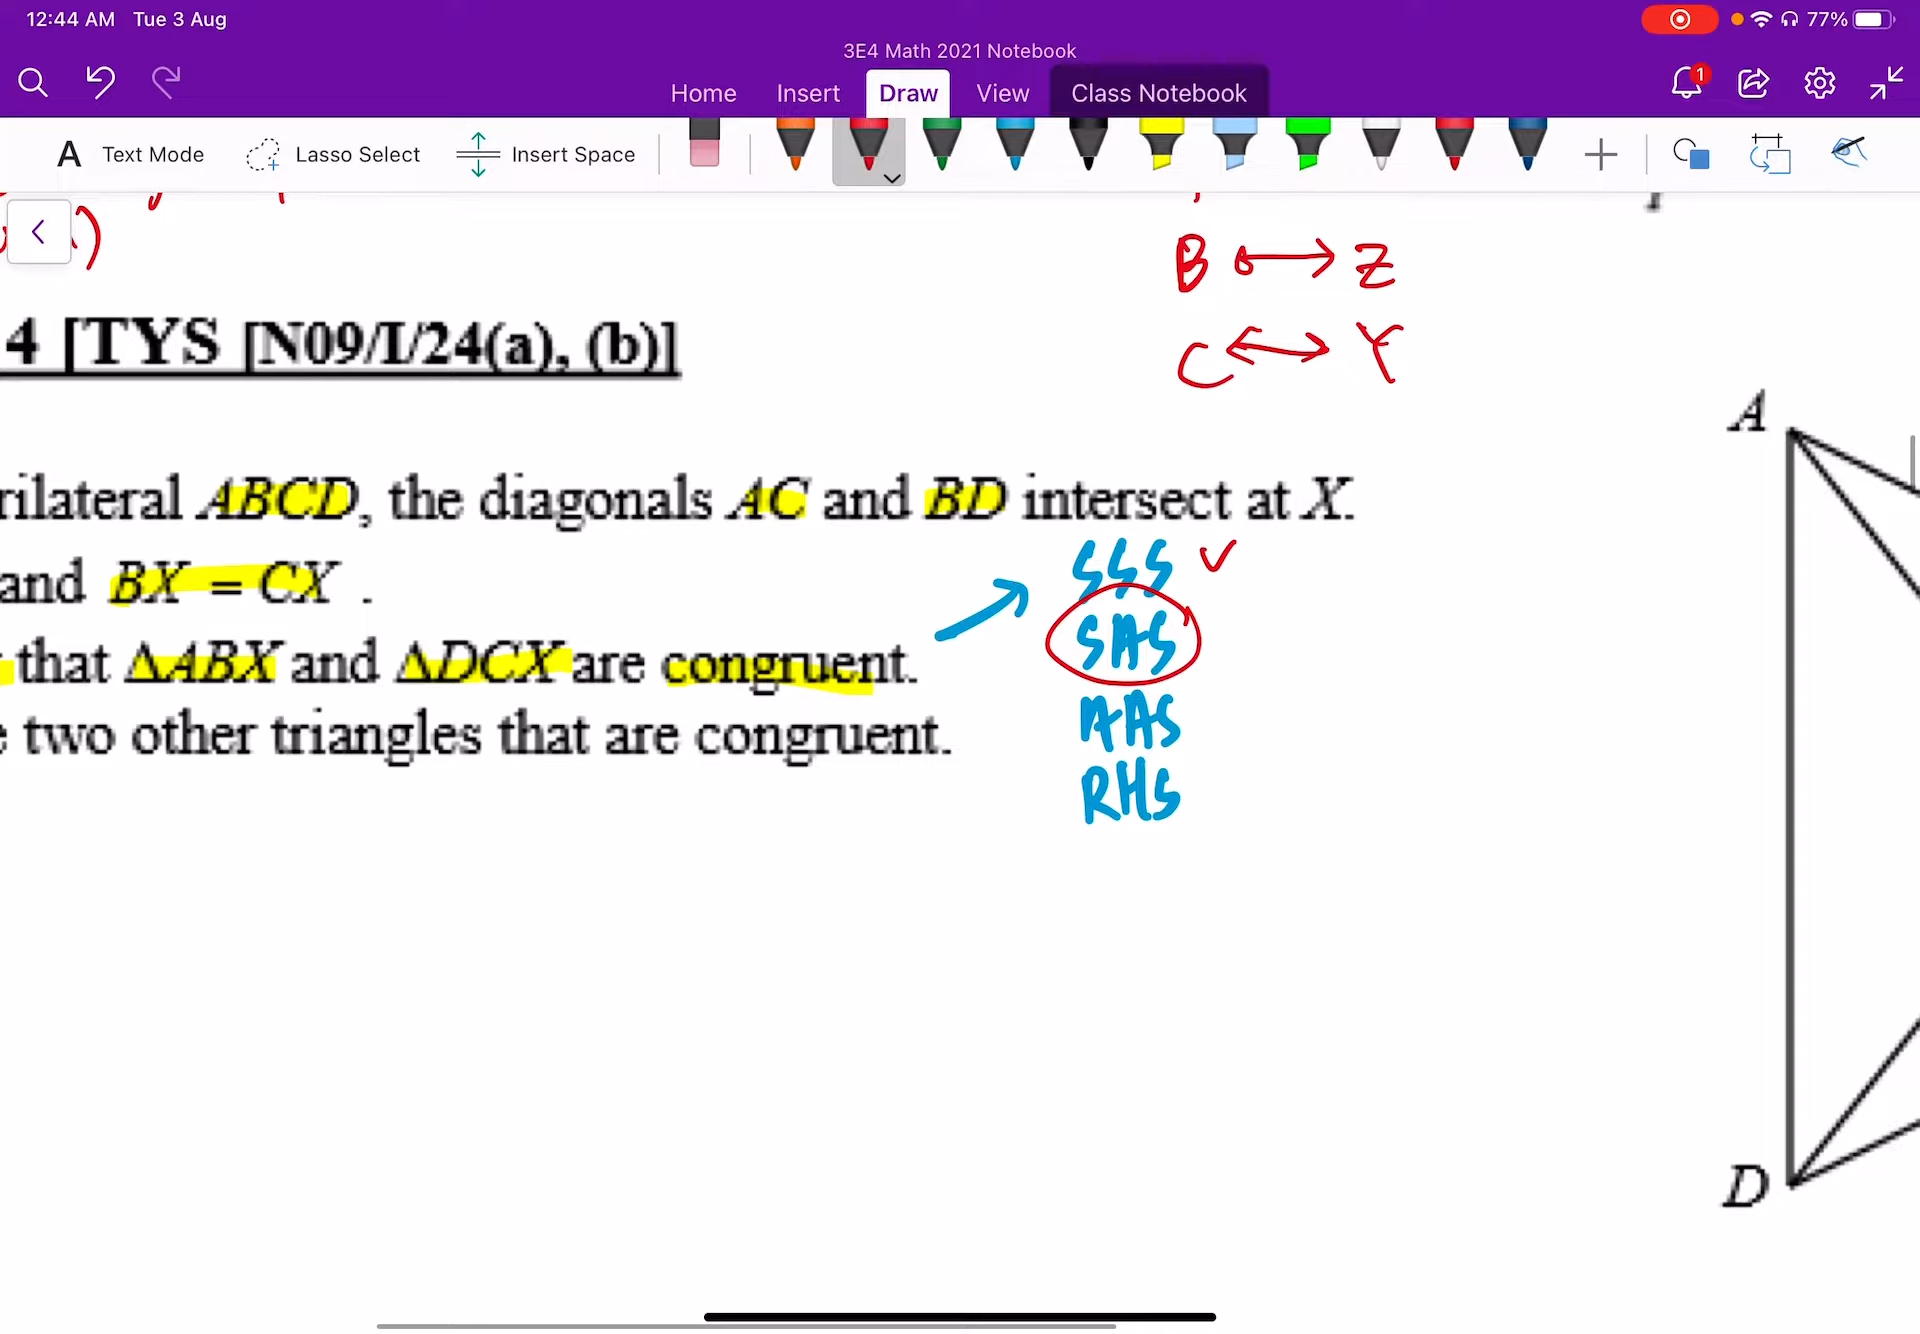 12:44 AM Tue 3 Aug
77%
3E4 Math 2021 Notebook
Home Insert Draw View Class Notebook
1
A Text Mode Lasso Select Insert Space
)
B ⟷ Z
4 [TYS [N09/I/24(a), (b)]
C ⟷ Y
A
rilateral ABCD, the diagonals AC and BD intersect at X.
SSS ✓
and BX = CX .
SAS
that ΔABX and ΔDCX are congruent.
AAS
e two other triangles that are congruent.
RHS
D